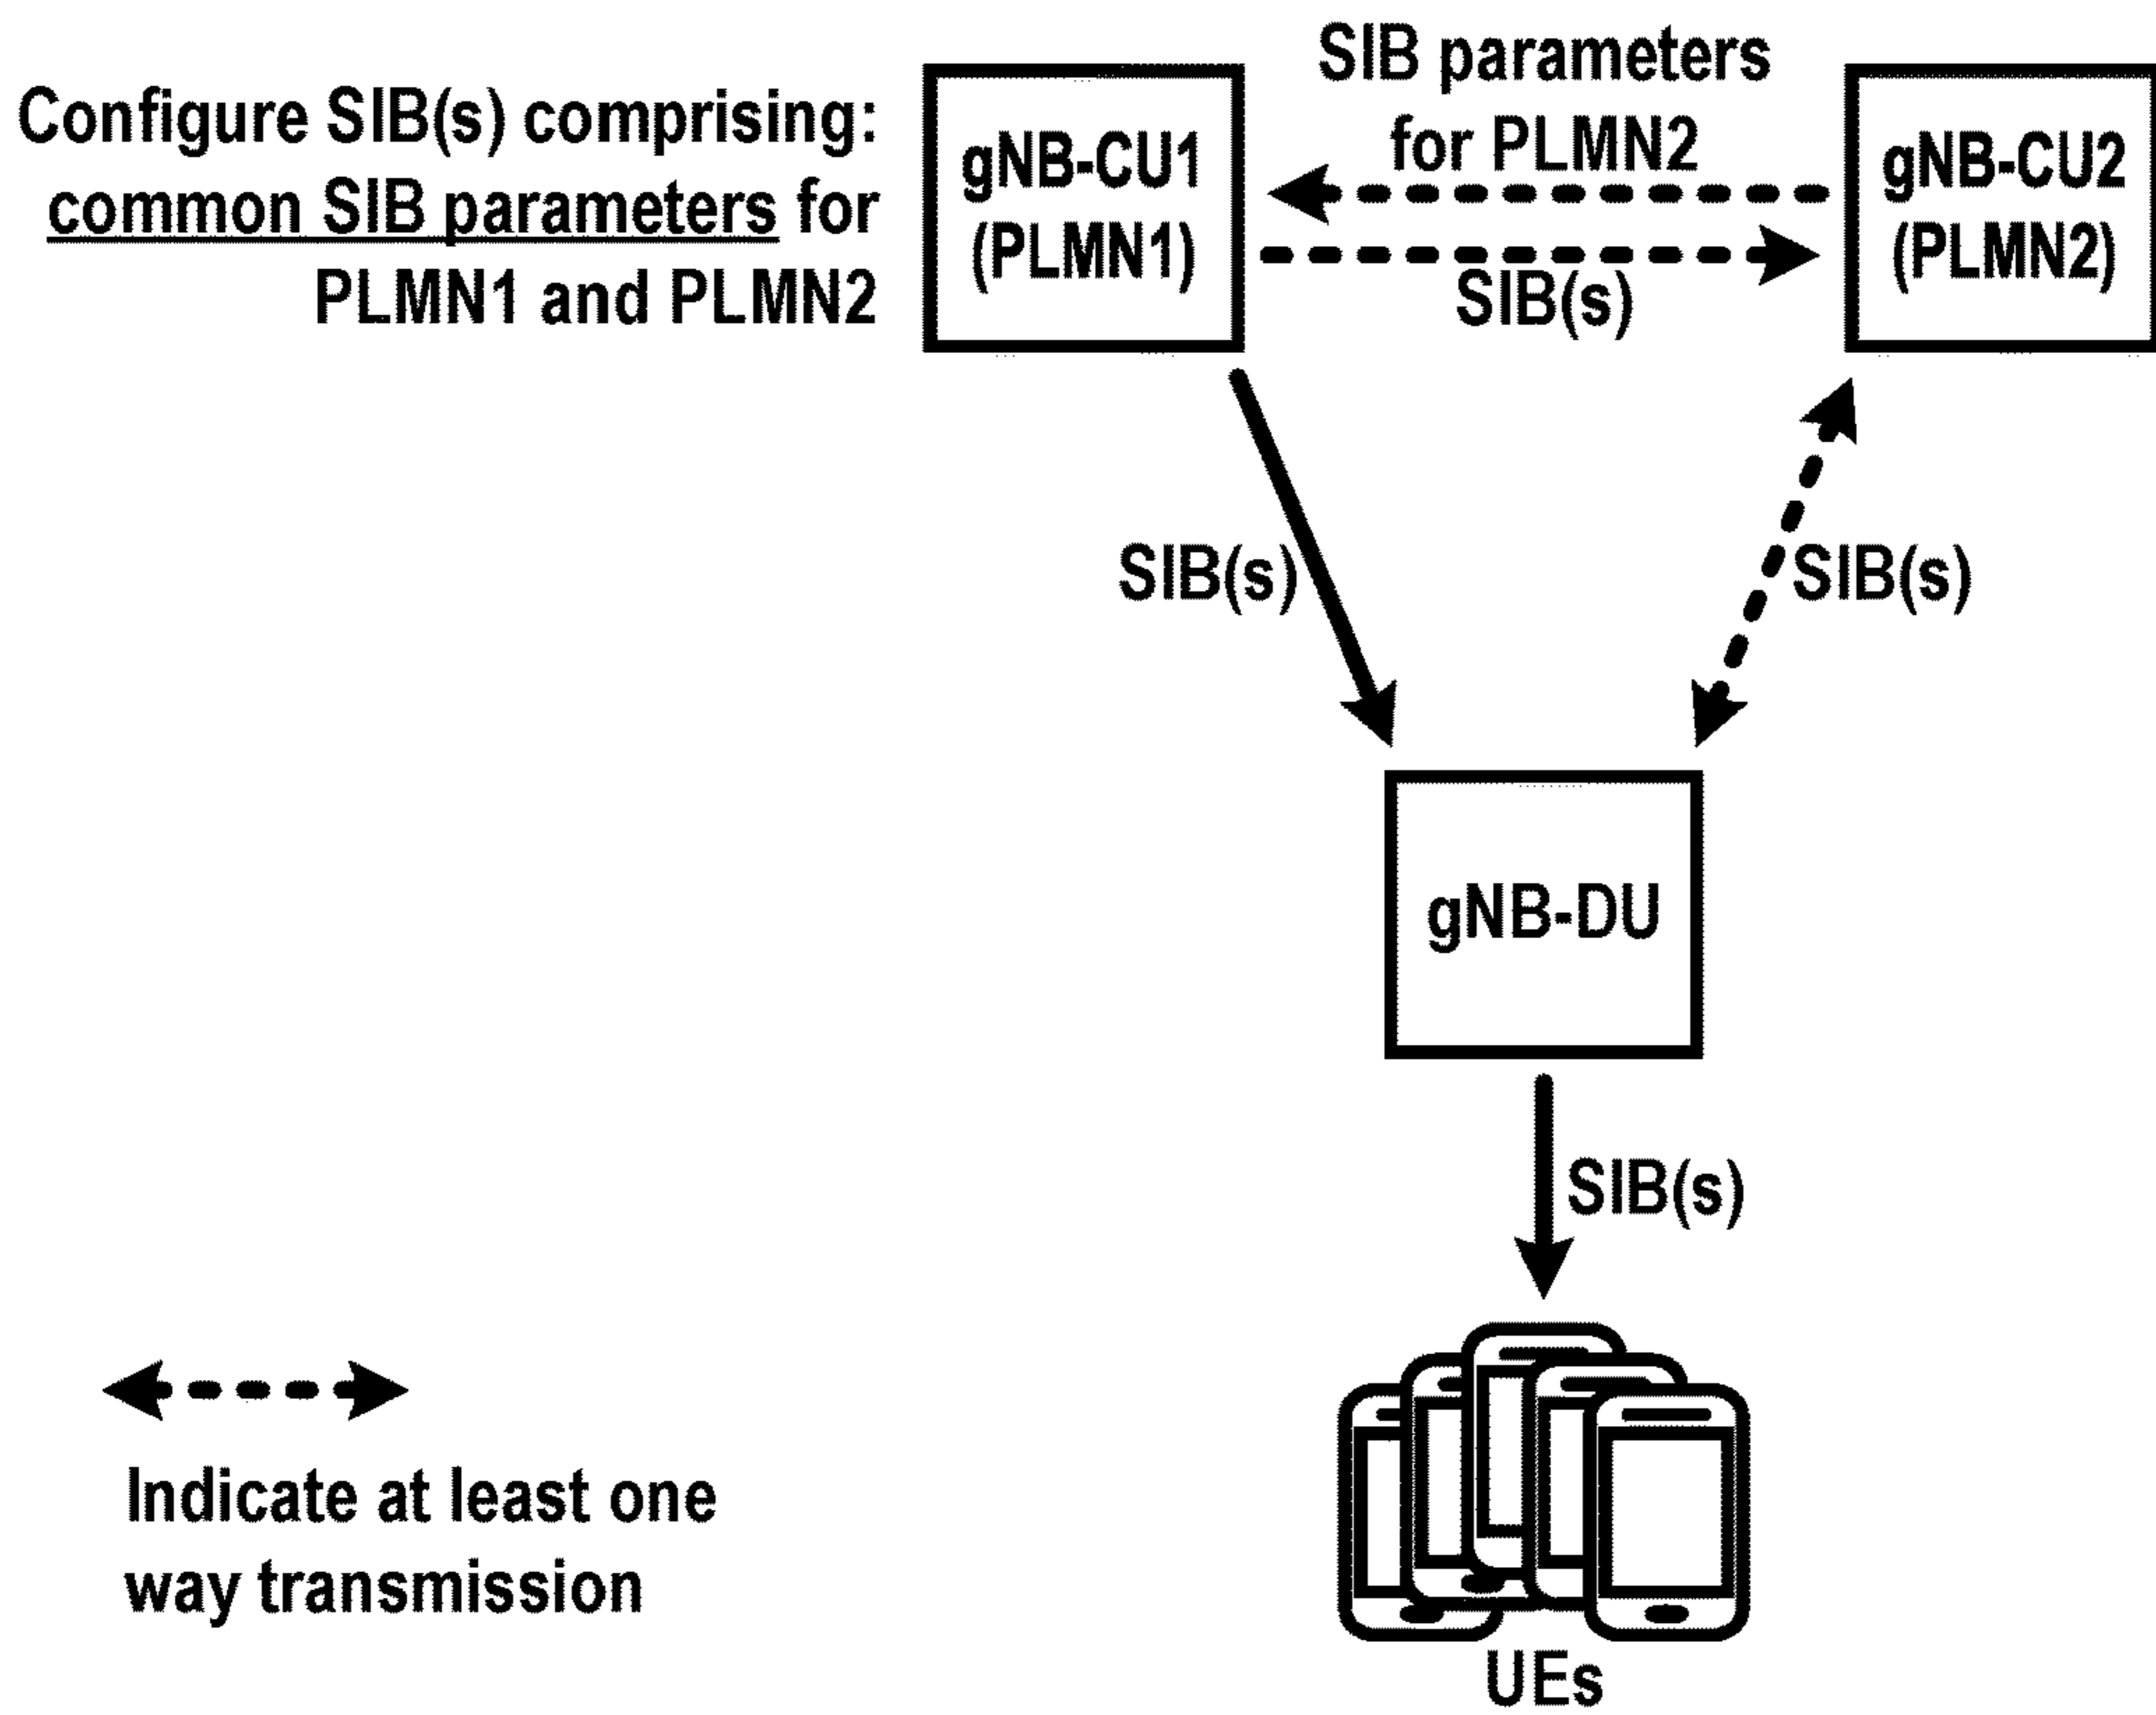 Configure SIB(s) comprising:
common SIB parameters for
PLMN1 and PLMN2
gNB-CU1
(PLMN1)
SIB parameters
for PLMN2
SIB(s)
gNB-CU2
(PLMN2)
SIB(s)
SIB(s)
gNB-DU
SIB(s)
Indicate at least one
way transmission
UEs